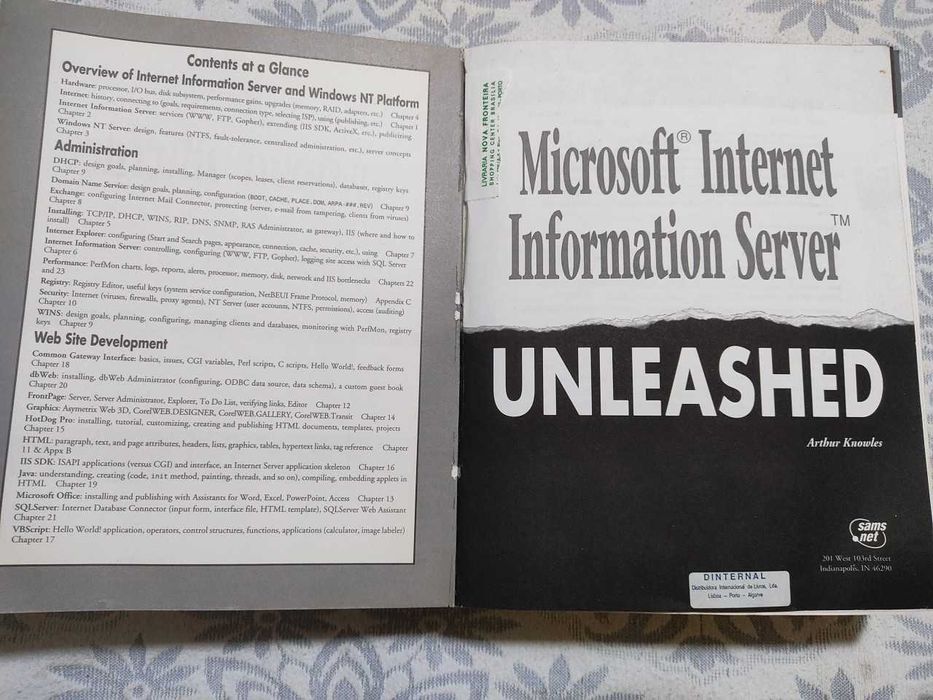 Contents at a Glance
Overview of Internet Information Server and Windows NT Platform
Hardware: processor, I/O bus, disk subsystem, performance gains, upgrades (memory, RAID, adapters, etc.) Chapter 4
Internet: history, connecting to (goals, requirements, connection type, selecting ISP), using (publishing, etc.) Chapter 1
Internet Information Server: services (WWW, FTP, Gopher), extending (IIS SDK, ActiveX, etc.), publicizing
Chapter 2
Windows NT Server: design, features (NTFS, fault-tolerance, centralized administration, etc.), server concepts
Chapter 3
Administration
DHCP: design goals, planning, installing, Manager (scopes, leases, client reservations), databases, registry keys
Chapter 9
Domain Name Service: design goals, planning, configuration (BOOT, CACHE, PLACE.DOM, ARPA-###.REV) Chapter 9
Exchange: configuring Internet Mail Connector, protecting (server, e-mail from tampering, clients from viruses)
Chapter 8
Installing: TCP/IP, DHCP, WINS, RIP, DNS, SNMP, RAS Administrator, as gateway), IIS (where and how to
install) Chapter 5
Internet Explorer: configuring (Start and Search pages, appearance, connection, cache, security, etc.), using Chapter 7
Internet Information Server: controlling, configuring (WWW, FTP, Gopher), logging site access with SQL Server
Chapter 6
Performance: PerfMon charts, logs, reports, alerts, processor, memory, disk, network and IIS bottlenecks Chapters 22
and 23
Registry: Registry Editor, useful keys (system service configuration, NetBEUI Frame Protocol, memory) Appendix C
Security: Internet (viruses, firewalls, proxy agents), NT Server (user accounts, NTFS, permissions), access (auditing)
Chapter 10
WINS: design goals, planning, configuring, managing clients and databases, monitoring with PerfMon, registry
keys Chapter 9
Web Site Development
Common Gateway Interface: basics, issues, CGI variables, Perl scripts, C scripts, Hello World!, feedback forms
Chapter 18
dbWeb: installing, dbWeb Administrator (configuring, ODBC data source, data schema), a custom guest book
Chapter 20
FrontPage: Server, Server Administrator, Explorer, To Do List, verifying links, Editor Chapter 12
Graphics: Asymetrix Web 3D, CorelWEB.DESIGNER, CorelWEB.GALLERY, CorelWEB.Transit Chapter 14
HotDog Pro: installing, tutorial, customizing, creating and publishing HTML documents, templates, projects
Chapter 15
HTML: paragraph, text, and page attributes, headers, lists, graphics, tables, hypertext links, tag reference Chapter
11 & Appx B
IIS SDK: ISAPI applications (versus CGI) and interface, an Internet Server application skeleton Chapter 16
Java: understanding, creating (code, init method, painting, threads, and so on), compiling, embedding applets in
HTML Chapter 19
Microsoft Office: installing and publishing with Assistants for Word, Excel, PowerPoint, Access Chapter 13
SQLServer: Internet Database Connector (input form, interface file, HTML template), SQLServer Web Assistant
Chapter 21
VBScript: Hello World! application, operators, control structures, functions, applications (calculator, image labeler)
Chapter 17
LIVRARIA NOVA FRONTEIRA
SHOPPING CENTER BRASILIA
PORTO
Microsoft® Internet
Information Server™
UNLEASHED
Arthur Knowles
sams
net
201 West 103rd Street
Indianapolis, IN 46290
DINTERNAL
Distribuidora Internacional de Livros, Lda.
Lisboa — Porto — Algarve